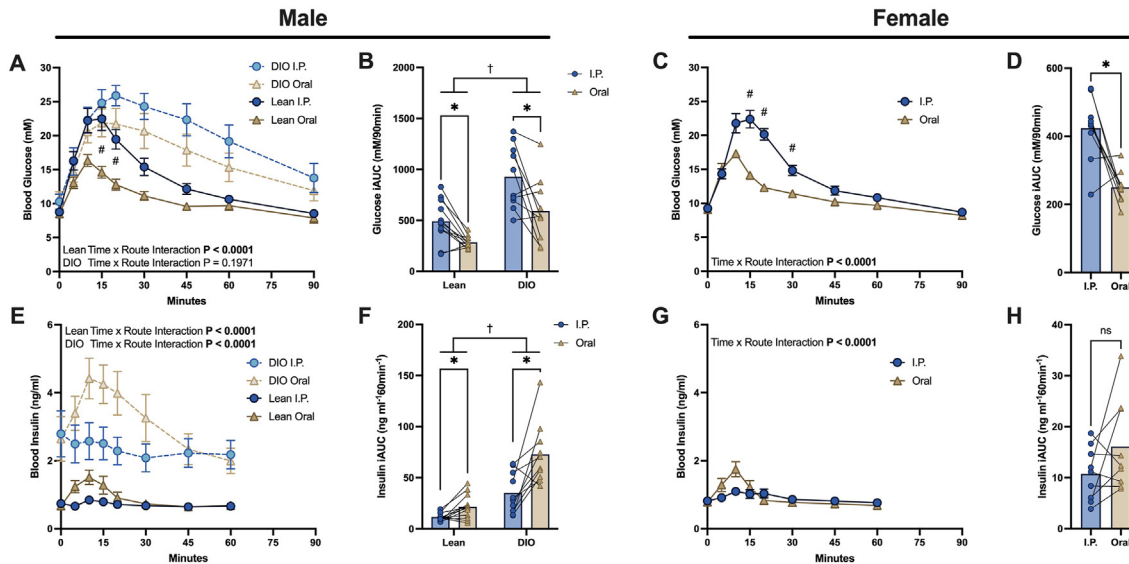 Male
Female
A
Blood Glucose (mM)
30
25
20
15
10
5
0
DIO I.P.
DIO Oral
Lean I.P.
Lean Oral
#
#
Lean Time x Route Interaction P < 0.0001
DIO Time x Route Interaction P = 0.1971
0 15 30 45 60 75 90
Minutes
B
Glucose iAUC (mM/90min)
2000
1500
1000
500
0
†
* *
I.P.
Oral
Lean DIO
C
Blood Glucose (mM)
30
25
20
15
10
5
0
# # #
I.P.
Oral
Time x Route Interaction P < 0.0001
0 15 30 45 60 75 90
Minutes
D
Glucose iAUC (mM/90min)
600
400
200
0
*
I.P. Oral
E
Blood Insulin (ng/ml)
6
4
2
0
Lean Time x Route Interaction P < 0.0001
DIO Time x Route Interaction P < 0.0001
DIO I.P.
DIO Oral
Lean I.P.
Lean Oral
0 15 30 45 60 75 90
Minutes
F
Insulin iAUC (ng ml⁻¹60min⁻¹)
200
150
100
50
0
†
* *
I.P.
Oral
Lean DIO
G
Blood Insulin (ng/ml)
6
4
2
0
Time x Route Interaction P < 0.0001
I.P.
Oral
0 15 30 45 60 75 90
Minutes
H
Insulin iAUC (ng ml⁻¹60min⁻¹)
40
30
20
10
0
ns
I.P. Oral